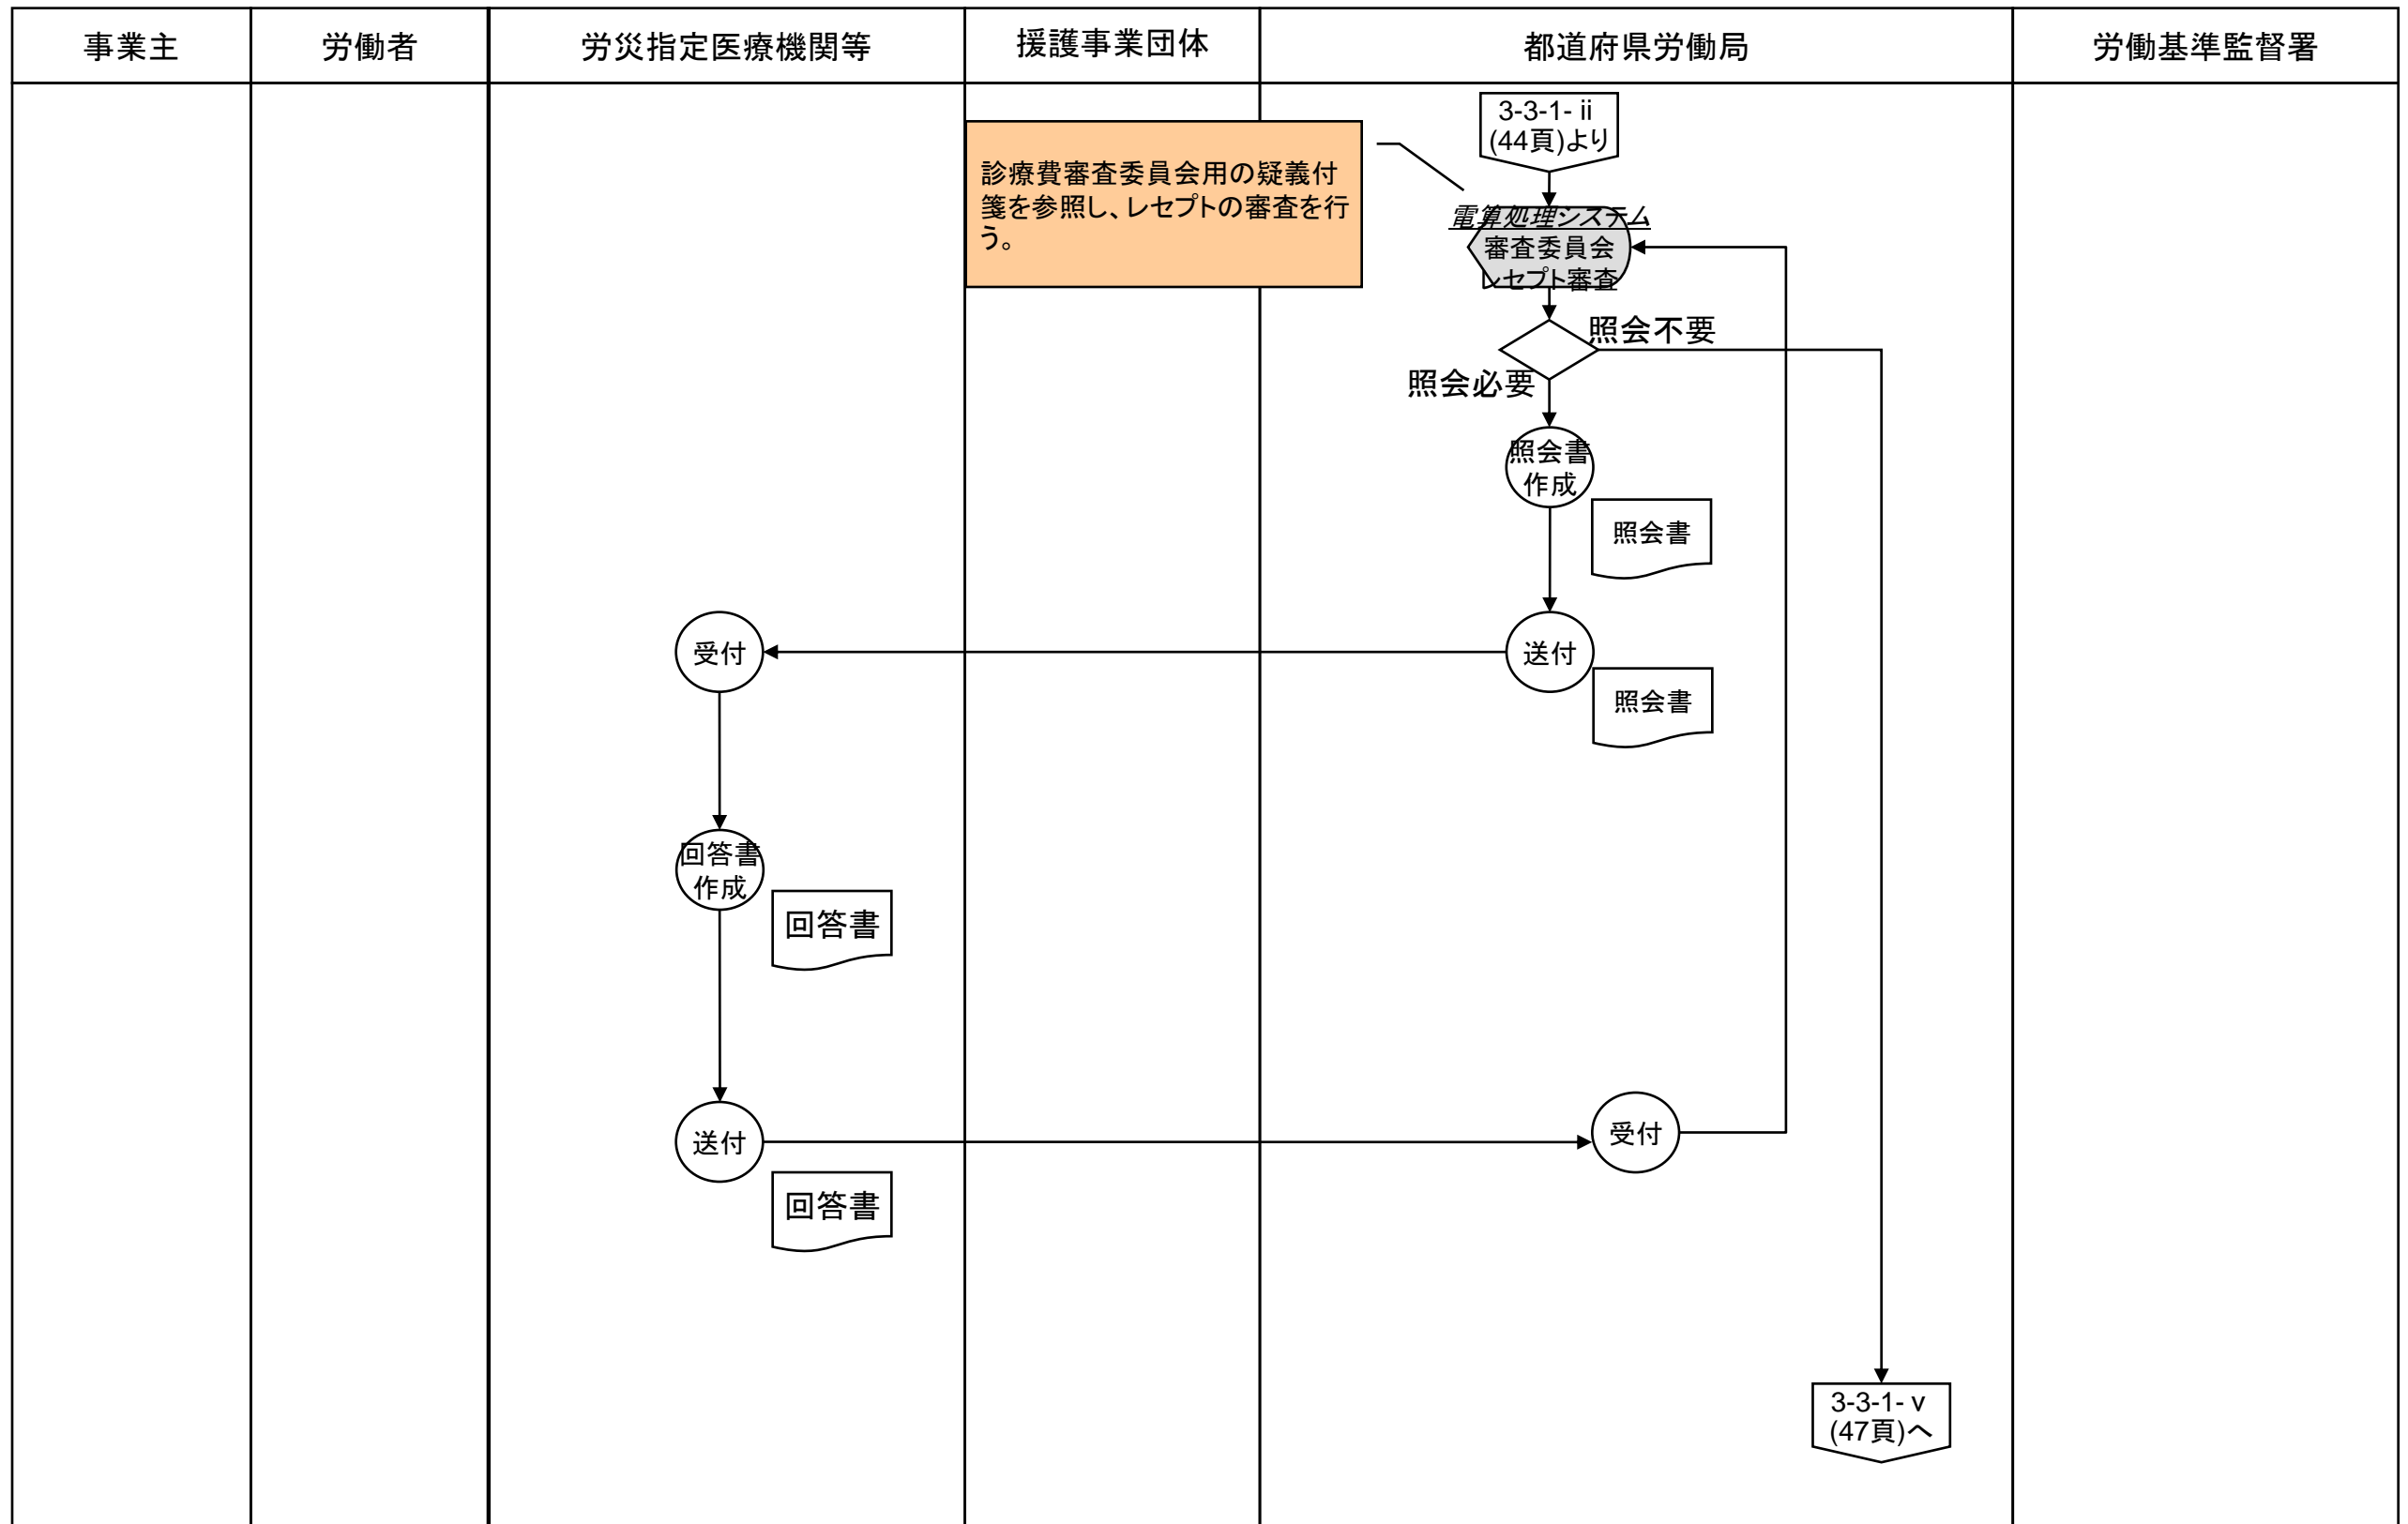 事業主
労働者
労災指定医療機関等
援護事業団体
都道府県労働局
労働基準監督署
3-3-1- ii
(44頁)より
診療費審査委員会用の疑義付
箋を参照し、レセプトの審査を行
う。
電算処理システム
審査委員会
レセプト審査
照会不要
照会必要
照会書
作成
照会書
受付
送付
照会書
回答書
作成
回答書
送付
受付
回答書
3-3-1- v
(47頁)へ